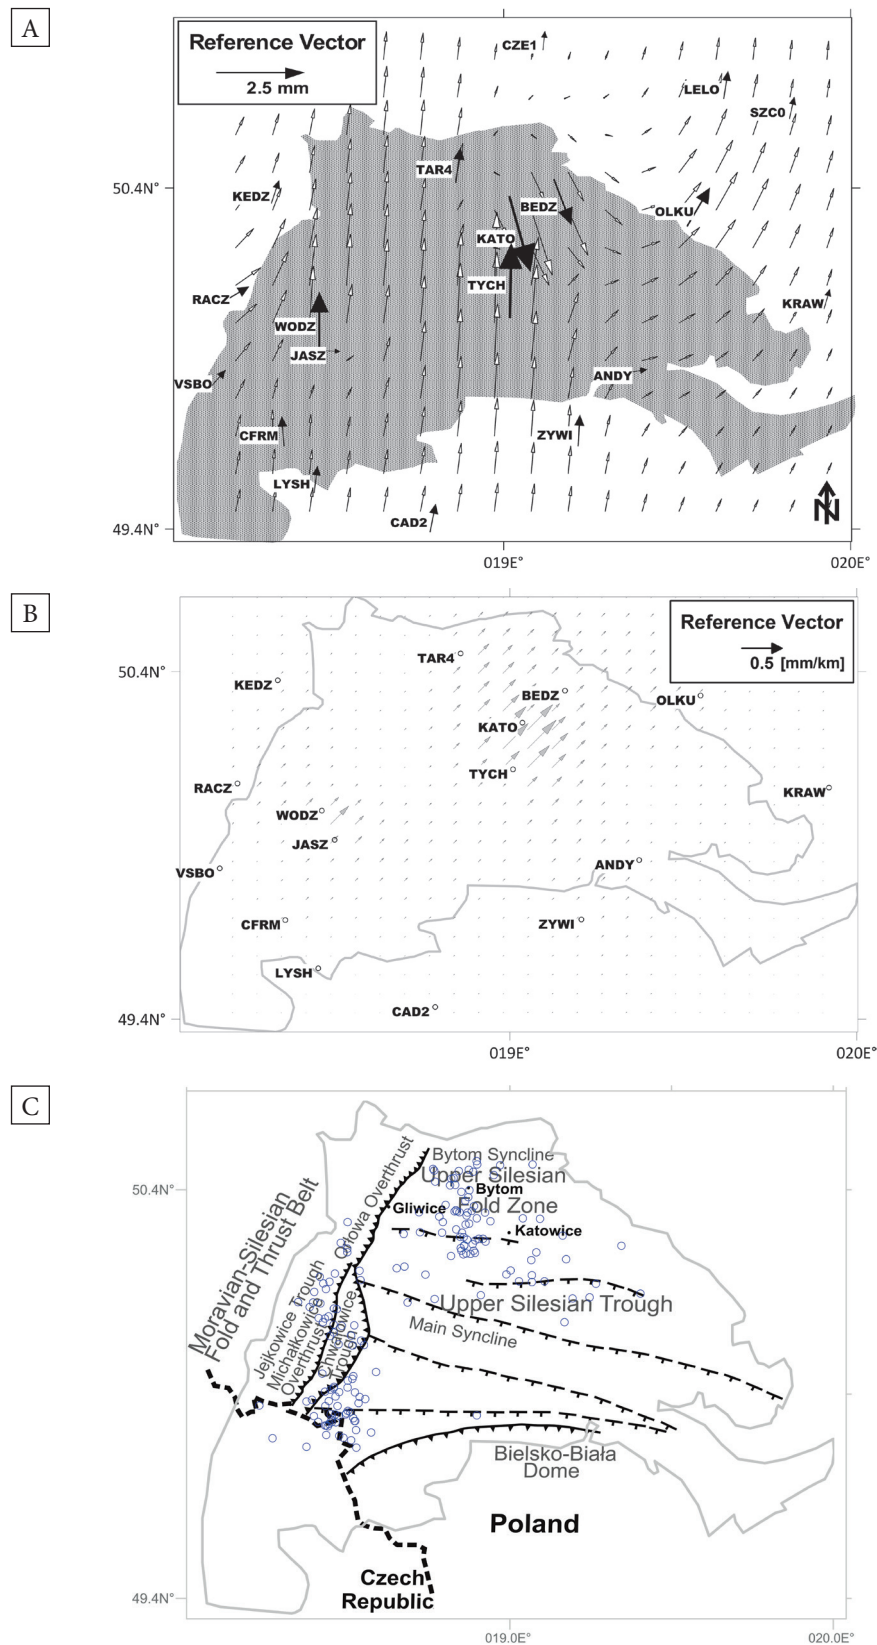 A
Reference Vector
2.5 mm
CZE1
LELO
SZC0
TAR4
50.4N°
KEDZ
BEDZ
OLKU
KATO
TYCH
RACZ
KRAW
WODZ
JASZ
VSBO
ANDY
CFRM
ZYWI
LYSH
CAD2
N
49.4N°
019E°
020E°
B
Reference Vector
0.5 [mm/km]
TAR4
50.4N°
KEDZ
BEDZ
OLKU
KATO
TYCH
RACZ
KRAW
WODZ
JASZ
VSBO
ANDY
CFRM
ZYWI
LYSH
CAD2
49.4N°
019E°
020E°
C
Bytom Syncline
Upper Silesian
Fold Zone
50.4N°
Bytom
Gliwice
Katowice
Orłowa Overthrust
Moravian-Silesian
Fold and Thrust Belt
Jejkowice Trough
Michałkowice
Overthrust
Chwałowice
Trough
Upper Silesian Trough
Main Syncline
Bielsko-Biała
Dome
Poland
Czech
Republic
49.4N°
019.0E°
020.0E°